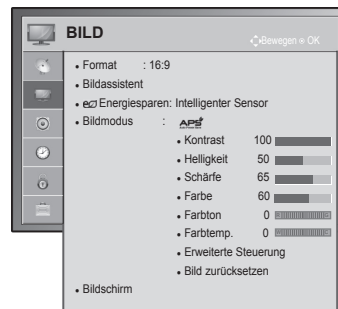 BILD
Bewegen OK
• Format : 16:9
• Bildassistent
• Energiesparen: Intelligenter Sensor
• Bildmodus : APS
• Kontrast 100
• Helligkeit 50
• Schärfe 65
• Farbe 60
• Farbton 0
• Farbtemp. 0
• Erweiterte Steuerung
• Bild zurücksetzen
• Bildschirm